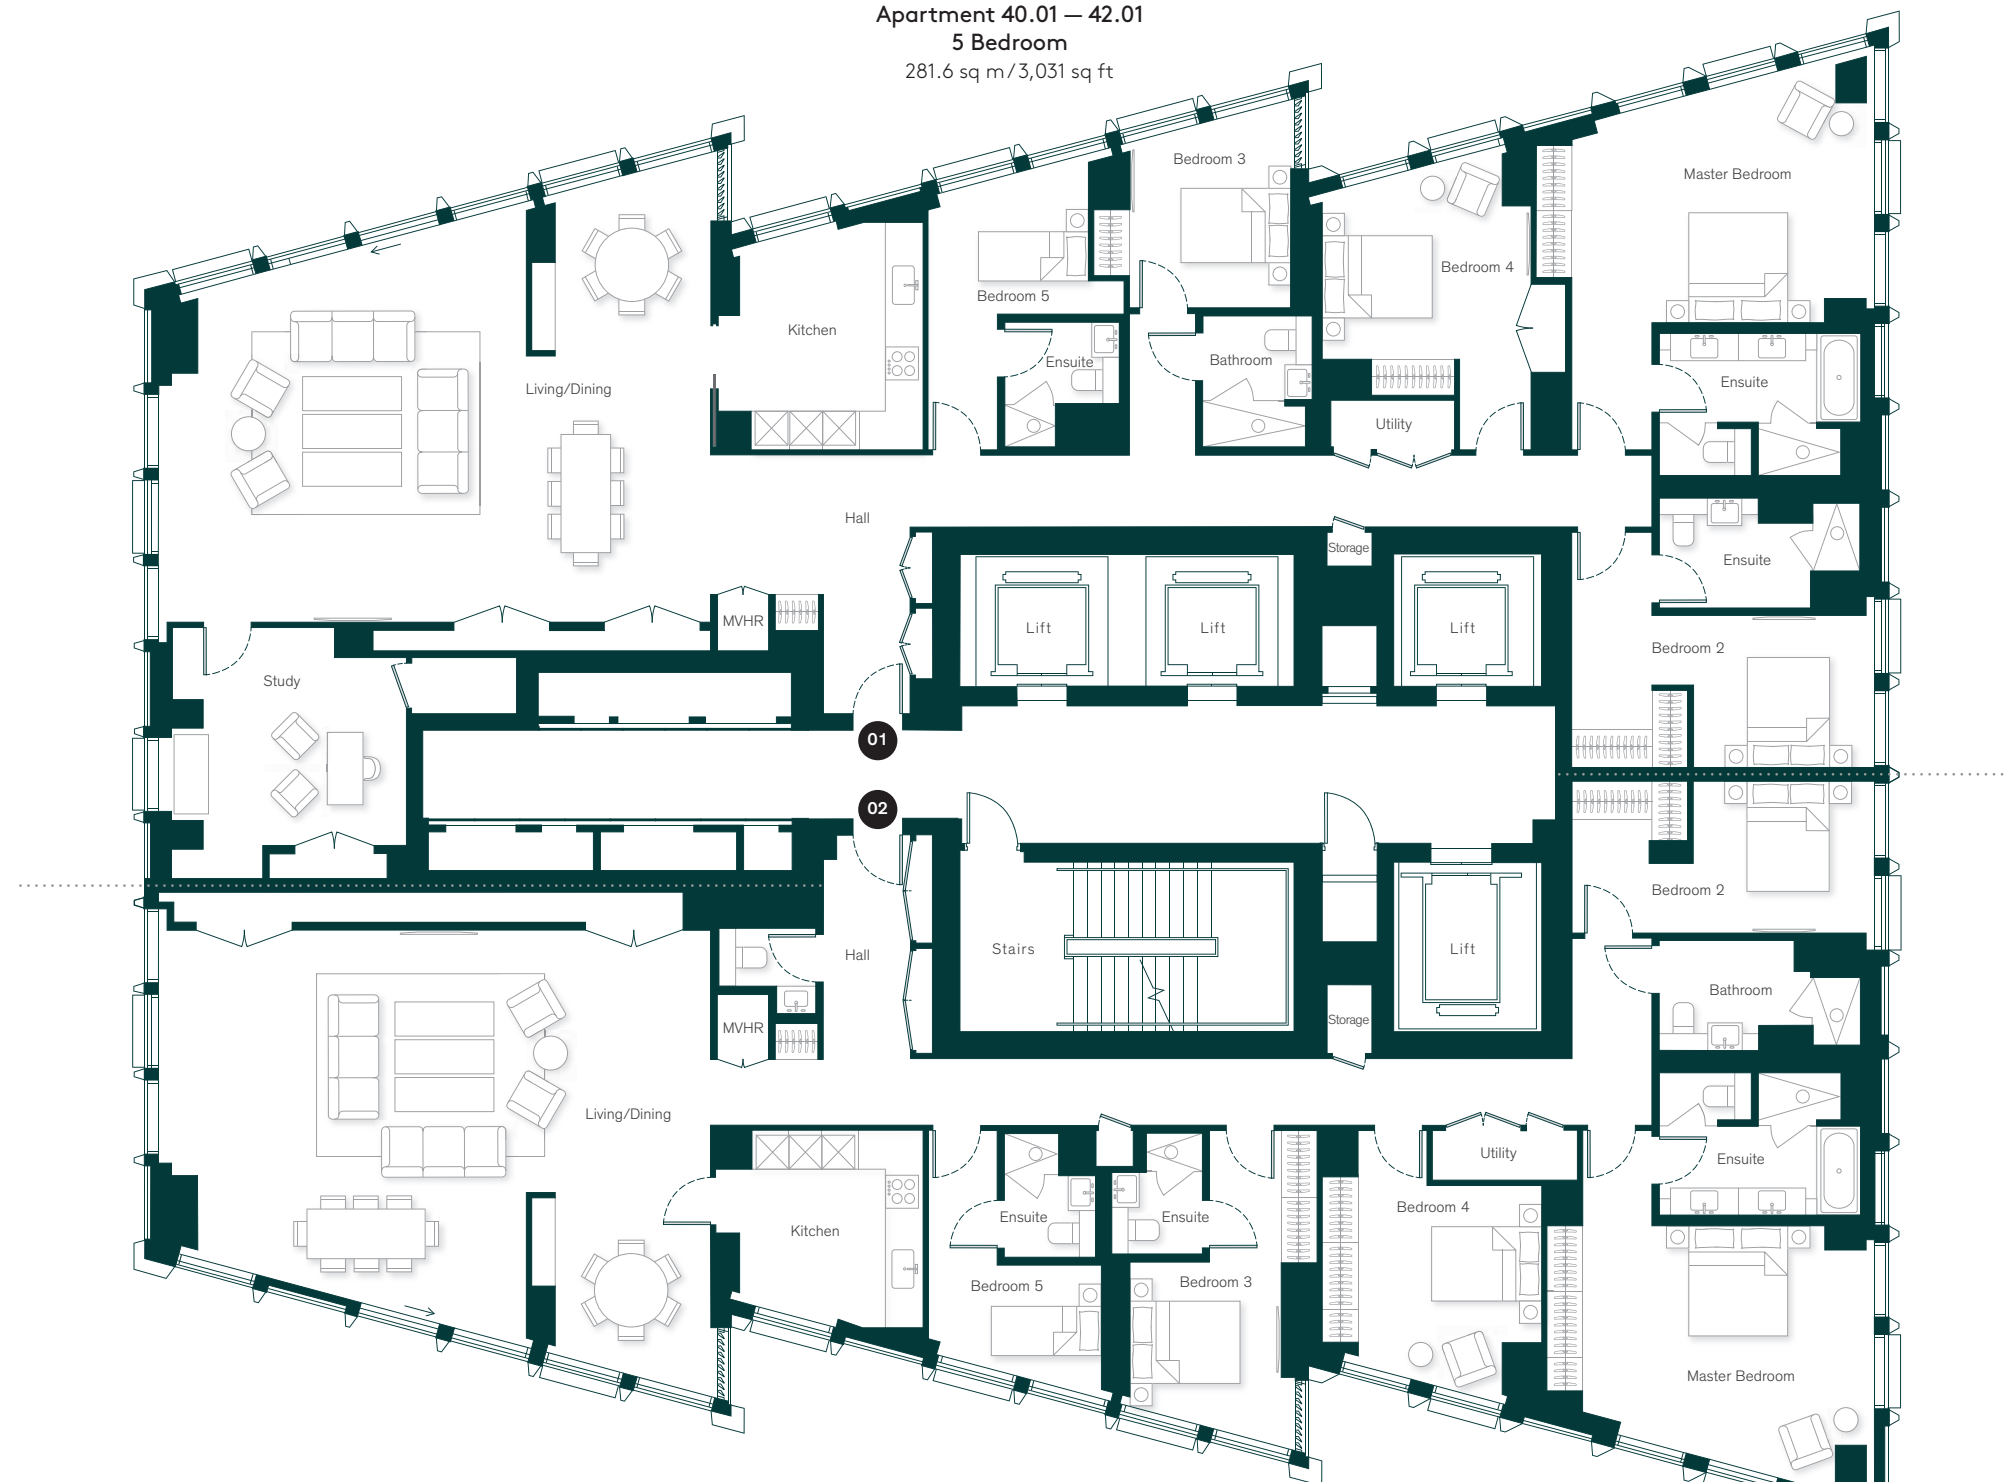 Apartment 40.01 — 42.01
5 Bedroom
281.6 sq m / 3,031 sq ft
Bedroom 3
Master Bedroom
Bedroom 4
Bedroom 5
Kitchen
Ensuite
Bathroom
Ensuite
Living/Dining
Utility
Hall
Storage
Ensuite
MVHR
Lift
Lift
Lift
Bedroom 2
Study
01
02
Bedroom 2
Hall
Stairs
Lift
Bathroom
MVHR
Storage
Living/Dining
Utility
Ensuite
Bedroom 4
Ensuite
Ensuite
Kitchen
Bedroom 5
Bedroom 3
Master Bedroom